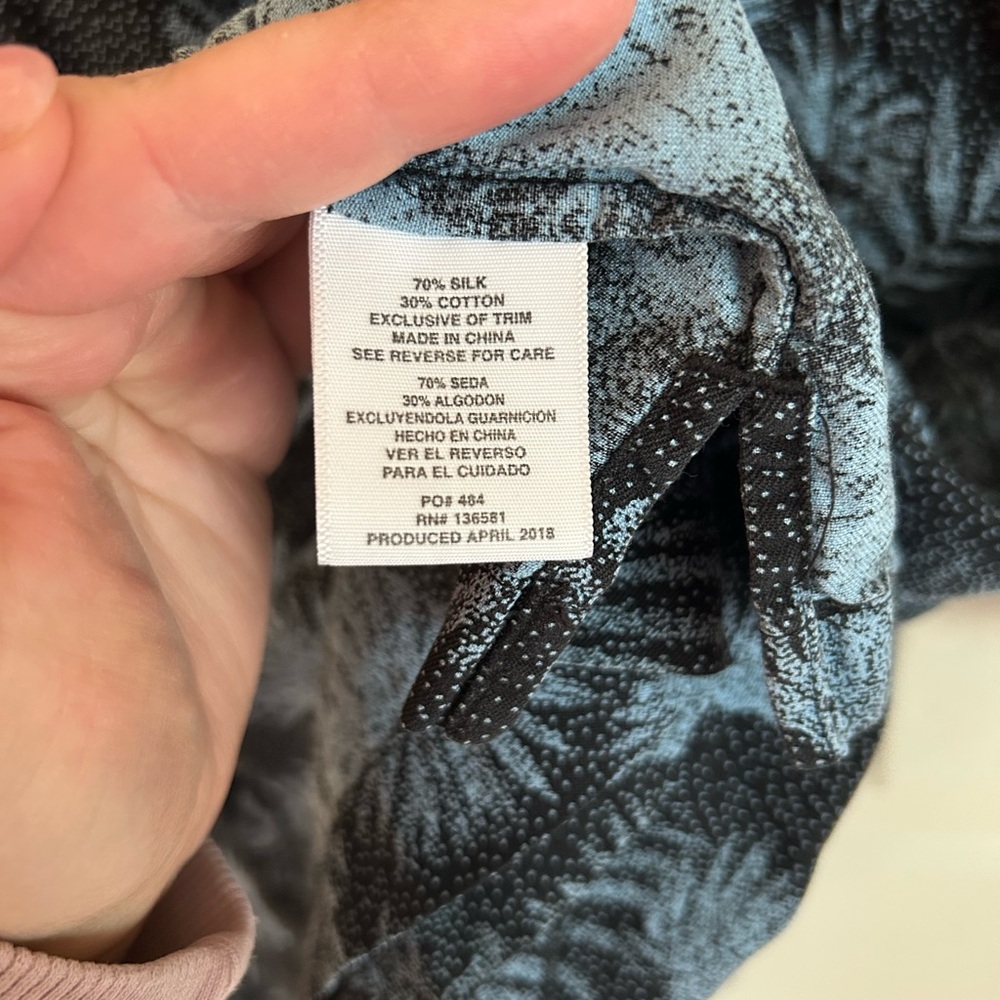 70% SILK
30% COTTON
EXCLUSIVE OF TRIM
MADE IN CHINA
SEE REVERSE FOR CARE
70% SEDA
30% ALGODON
EXCLUYENDOLA GUARNICION
HECHO EN CHINA
VER EL REVERSO
PARA EL CUIDADO
PO# 484
RN# 136581
PRODUCED APRIL 2018